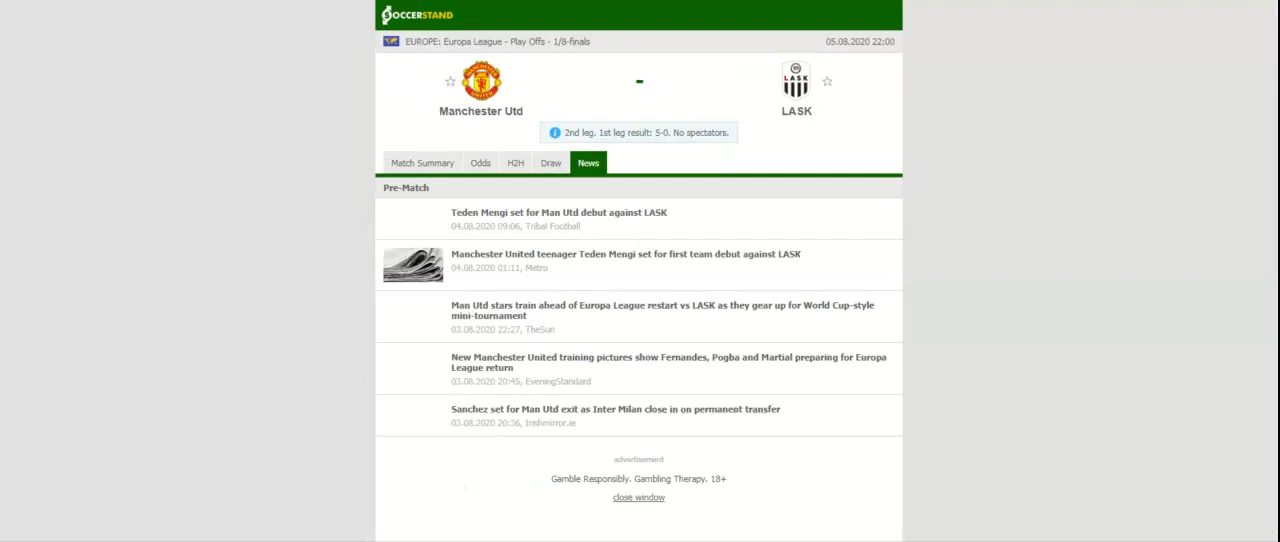 SOCCERSTAND
EUROPE: Europa League - Play Offs - 1/8-finals 05.08.2020 22:00
-
LASK
Manchester Utd LASK
2nd leg. 1st leg result: 5-0. No spectators.
Match Summary Odds H2H Draw News
Pre-Match
Teden Mengi set for Man Utd debut against LASK
04.08.2020 09:06, Tribal Football
Manchester United teenager Teden Mengi set for first team debut against LASK
04.08.2020 01:11, Metro
Man Utd stars train ahead of Europa League restart vs LASK as they gear up for World Cup-style
mini-tournament
03.08.2020 22:27, TheSun
New Manchester United training pictures show Fernandes, Pogba and Martial preparing for Europa
League return
03.08.2020 20:45, EveningStandard
Sanchez set for Man Utd exit as Inter Milan close in on permanent transfer
03.08.2020 20:36, Irishmirror.ie
advertisement
Gamble Responsibly. Gambling Therapy. 18+
close window